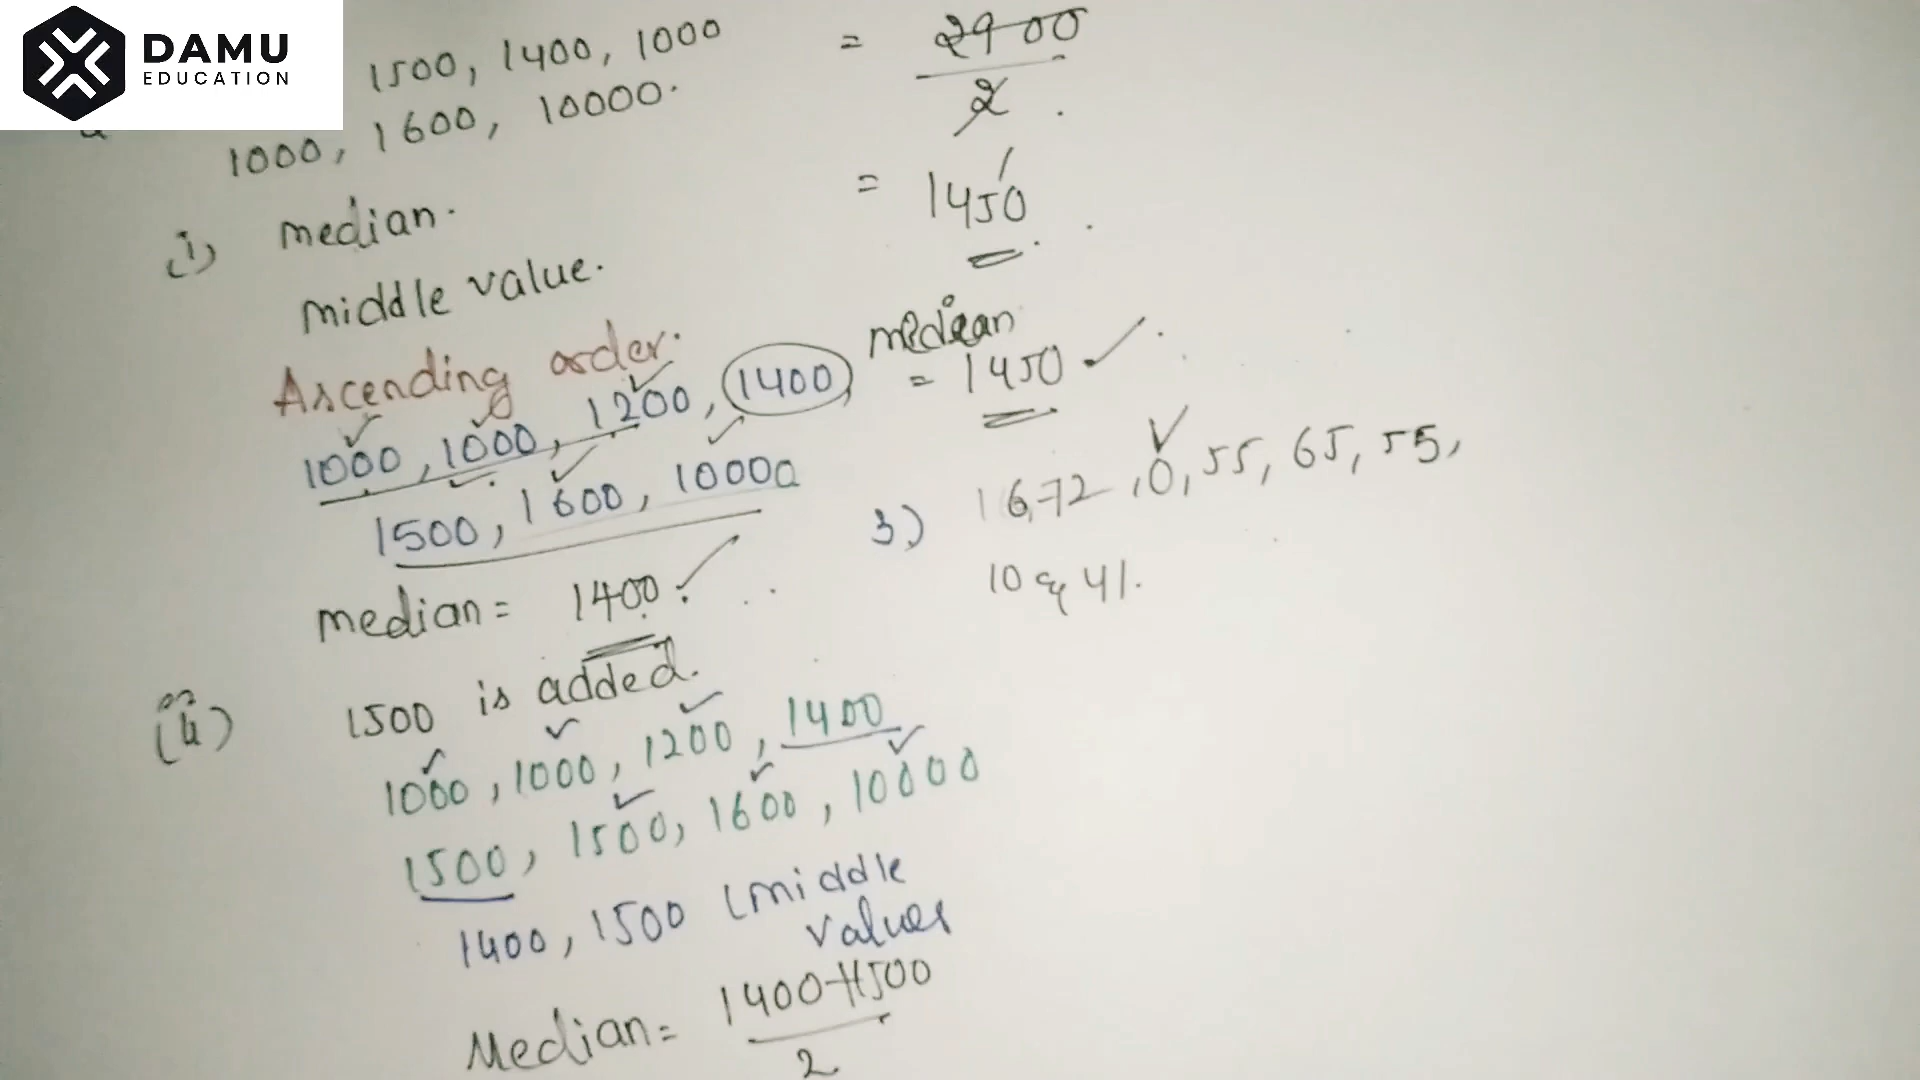 DAMU
EDUCATION
1500, 1400, 1000
1000, 1600, 10000.
(i) median.
middle value.
Ascending order.
1000, 1000, 1200, 1400
1500, 1600, 10000
median = 1400.
(ii) 1500 is added.
1000, 1000, 1200, 1400
1500, 1500, 1600, 10000
1400, 1500 (middle
values
Median = 1400+1500
2
= 2900
2
= 1450
median
= 1450
3) 16,72, 0, 55, 65, 55,
10 & 41.